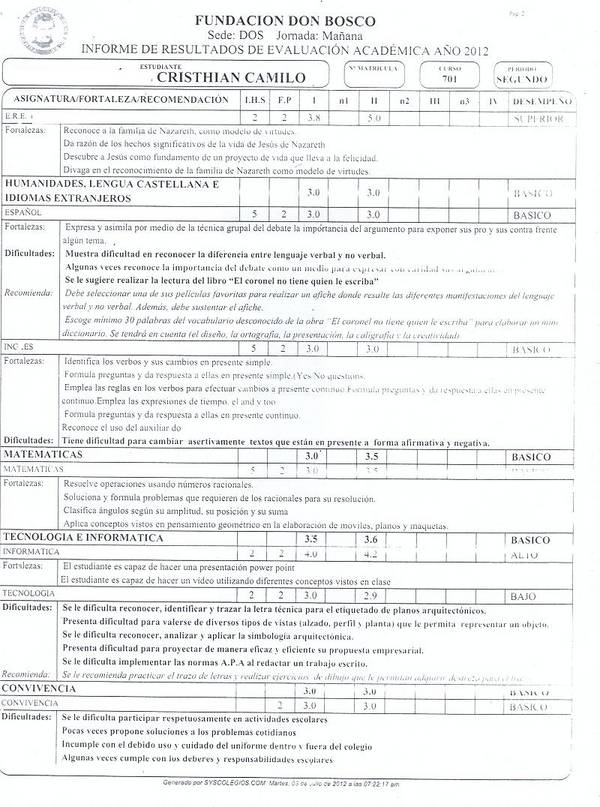 Pag. 2
FUNDACION DON BOSCO
Sede: DOS Jornada: Mañana
INFORME DE RESULTADOS DE EVALUACIÓN ACADÉMICA AÑO 2012
ESTUDIANTE Nº MATRICULA CURSO PERIODO
CRISTHIAN CAMILO 701 SEGUNDO
ASIGNATURA/FORTALEZA/RECOMENDACIÓN I.H.S F.P I n1 II n2 III n3 IV DESEMPEÑO
E.R.E. 2 2 3.8 5.0 SUPERIOR
Fortalezas: Reconoce a la familia de Nazareth, como modelo de virtudes.
Da razón de los hechos significativos de la vida de Jesús de Nazareth
Descubre a Jesús como fundamento de un proyecto de vida que lleva a la felicidad.
Divaga en el reconocimiento de la familia de Nazareth como modelo de virtudes.
HUMANIDADES, LENGUA CASTELLANA E
IDIOMAS EXTRANJEROS 3.0 3.0 BASICO
ESPAÑOL 5 2 3.0 3.0 BASICO
Fortalezas: Expresa y asimila por medio de la técnica grupal del debate la importancia del argumento para exponer sus pro y sus contra frente
algún tema.
Dificultades: Muestra dificultad en reconocer la diferencia entre lenguaje verbal y no verbal.
Algunas veces reconoce la importancia del debate como un medio para expresar con claridad sus
Se le sugiere realizar la lectura del libro “El coronel no tiene quien le escriba”
Recomienda: Debe seleccionar una de sus películas favoritas para realizar un afiche donde resalte las diferentes manifestaciones del lenguaje
verbal y no verbal. Además, debe sustentar el afiche.
Escoge mínimo 30 palabras del vocabulario desconocido de la obra “El coronel no tiene quien le escriba” para elaborar un mini
diccionario. Se tendrá en cuenta (el diseño, la ortografía, la presentación, la caligrafía y la creatividad)
ING .ES 5 2 3.0 3.0 BASICO
Fortalezas: Identifica los verbos y sus cambios en presente simple.
Formula preguntas y da respuesta a ellas en presente simple.(Yes No questions.
Emplea las reglas en los verbos para efectuar cambios a presente continuo.Formula preguntas y da respuesta a ellas en presente
continuo.Emplea las expresiones de tiempo, el and y too
Formula preguntas y da respuesta a ellas en presente continuo.
Reconoce el uso del auxiliar do
Dificultades: Tiene dificultad para cambiar asertivamente textos que están en presente a forma afirmativa y negativa.
MATEMATICAS 3.0 3.5 BASICO
MATEMATICAS 5 2 3.0 3.5
Fortalezas: Resuelve operaciones usando números racionales.
Soluciona y formula problemas que requieren de los racionales para su resolución.
Clasifica ángulos según su amplitud, su posición y su suma
Aplica conceptos vistos en pensamiento geométrico en la elaboración de moviles, planos y maquetas.
TECNOLOGIA E INFORMATICA 3.5 3.6 BASICO
INFORMATICA 2 2 4.0 4.2 ALTO
Fortalezas: El estudiante es capaz de hacer una presentación power point
El estudiante es capaz de hacer un video utilizando diferentes conceptos vistos en clase
TECNOLOGIA 2 2 3.0 2.9 BAJO
Dificultades: Se le dificulta reconocer, identificar y trazar la letra técnica para el etiquetado de planos arquitectónicos.
Presenta dificultad para valerse de diversos tipos de vistas (alzado, perfil y planta) que le permita representar un objeto.
Se le dificulta reconocer, analizar y aplicar la simbología arquitectónica.
Presenta dificultad para proyectar de manera eficaz y eficiente su propuesta empresarial.
Se le dificulta implementar las normas A.P.A al redactar un trabajo escrito.
Recomienda: Se le recomienda practicar el trazo de letras y realizar ejercicios de dibujo que le permitan adquirir destreza
CONVIVENCIA 3.0 3.0 BASICO
CONVIVENCIA 2 3.0 3.0 BASICO
Dificultades: Se le dificulta participar respetuosamente en actividades escolares
Pocas veces propone soluciones a los problemas cotidianos
Incumple con el debido uso y cuidado del uniforme dentro y fuera del colegio
Algunas veces cumple con los deberes y responsabilidades escolares
Generado por SYSCOLEGIOS.COM Martes, 03 de Julio de 2012 a las 07:22:17 am